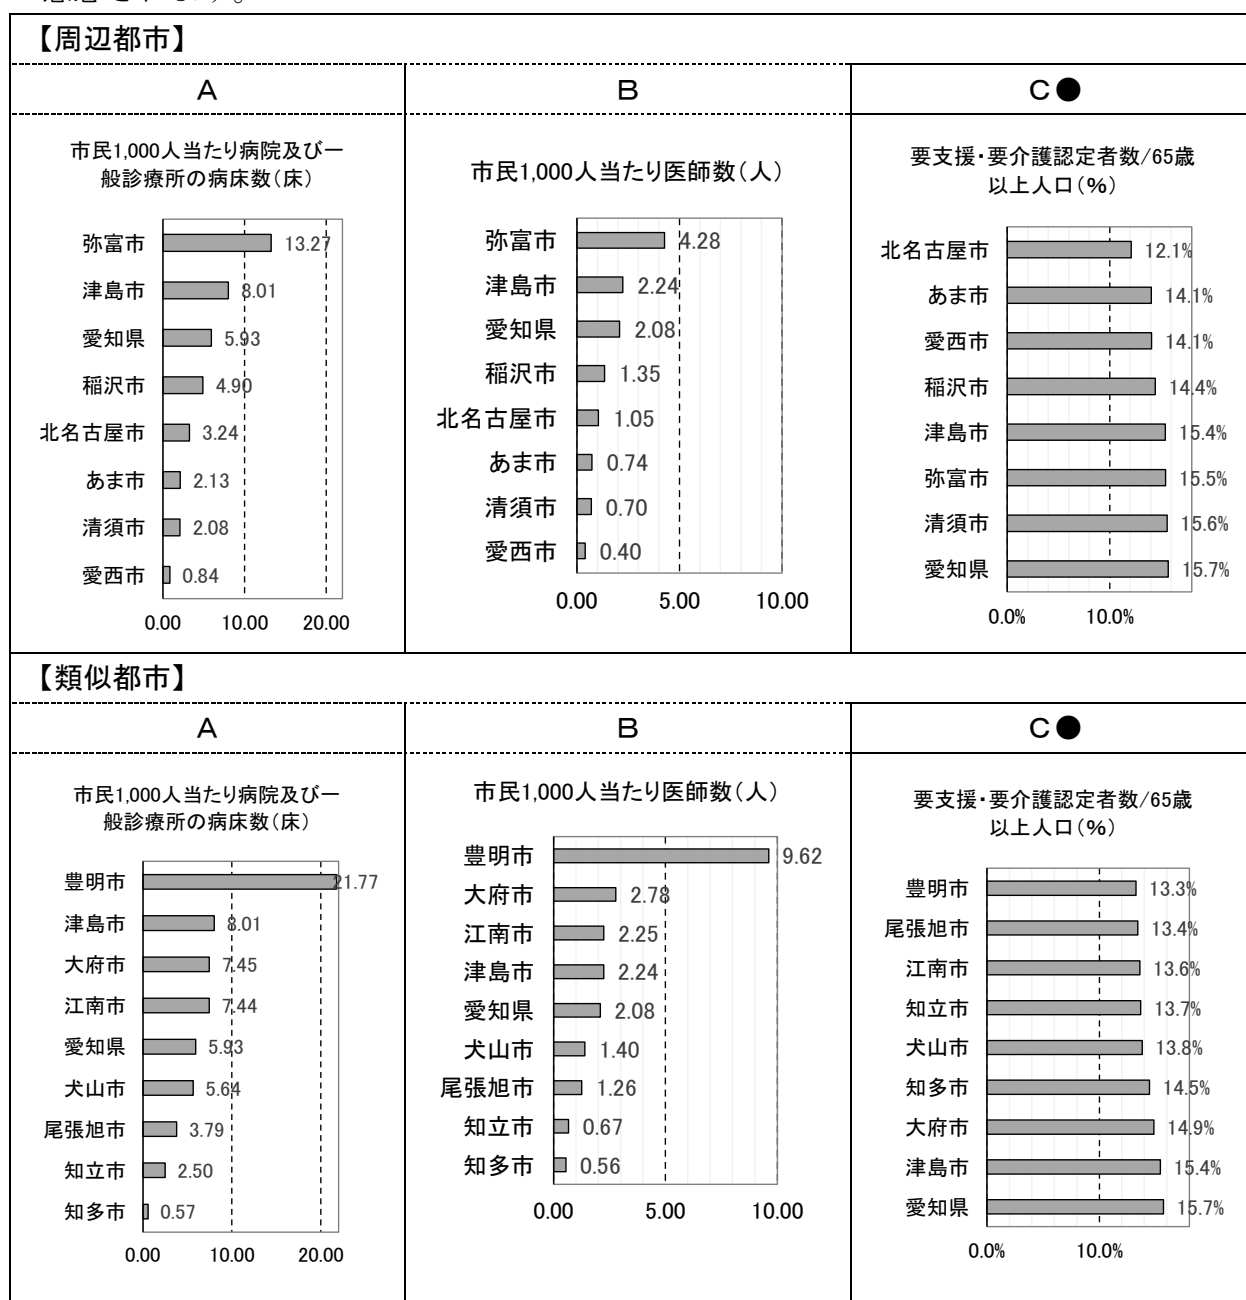 【周辺都市】
A
B
C●
市民1,000人当たり病院及び一
般診療所の病床数(床)
弥富市 13.27
津島市 8.01
愛知県 5.93
稲沢市 4.90
北名古屋市 3.24
あま市 2.13
清須市 2.08
愛西市 0.84
0.00 10.00 20.00
市民1,000人当たり医師数(人)
弥富市 4.28
津島市 2.24
愛知県 2.08
稲沢市 1.35
北名古屋市 1.05
あま市 0.74
清須市 0.70
愛西市 0.40
0.00 5.00 10.00
要支援・要介護認定者数/65歳
以上人口(%)
北名古屋市 12.1%
あま市 14.1%
愛西市 14.1%
稲沢市 14.4%
津島市 15.4%
弥富市 15.5%
清須市 15.6%
愛知県 15.7%
0.0% 10.0%
【類似都市】
A
B
C●
市民1,000人当たり病院及び一
般診療所の病床数(床)
豊明市 21.77
津島市 8.01
大府市 7.45
江南市 7.44
愛知県 5.93
犬山市 5.64
尾張旭市 3.79
知立市 2.50
知多市 0.57
0.00 10.00 20.00
市民1,000人当たり医師数(人)
豊明市 9.62
大府市 2.78
江南市 2.25
津島市 2.24
愛知県 2.08
犬山市 1.40
尾張旭市 1.26
知立市 0.67
知多市 0.56
0.00 5.00 10.00
要支援・要介護認定者数/65歳
以上人口(%)
豊明市 13.3%
尾張旭市 13.4%
江南市 13.6%
知立市 13.7%
犬山市 13.8%
知多市 14.5%
大府市 14.9%
津島市 15.4%
愛知県 15.7%
0.0% 10.0%